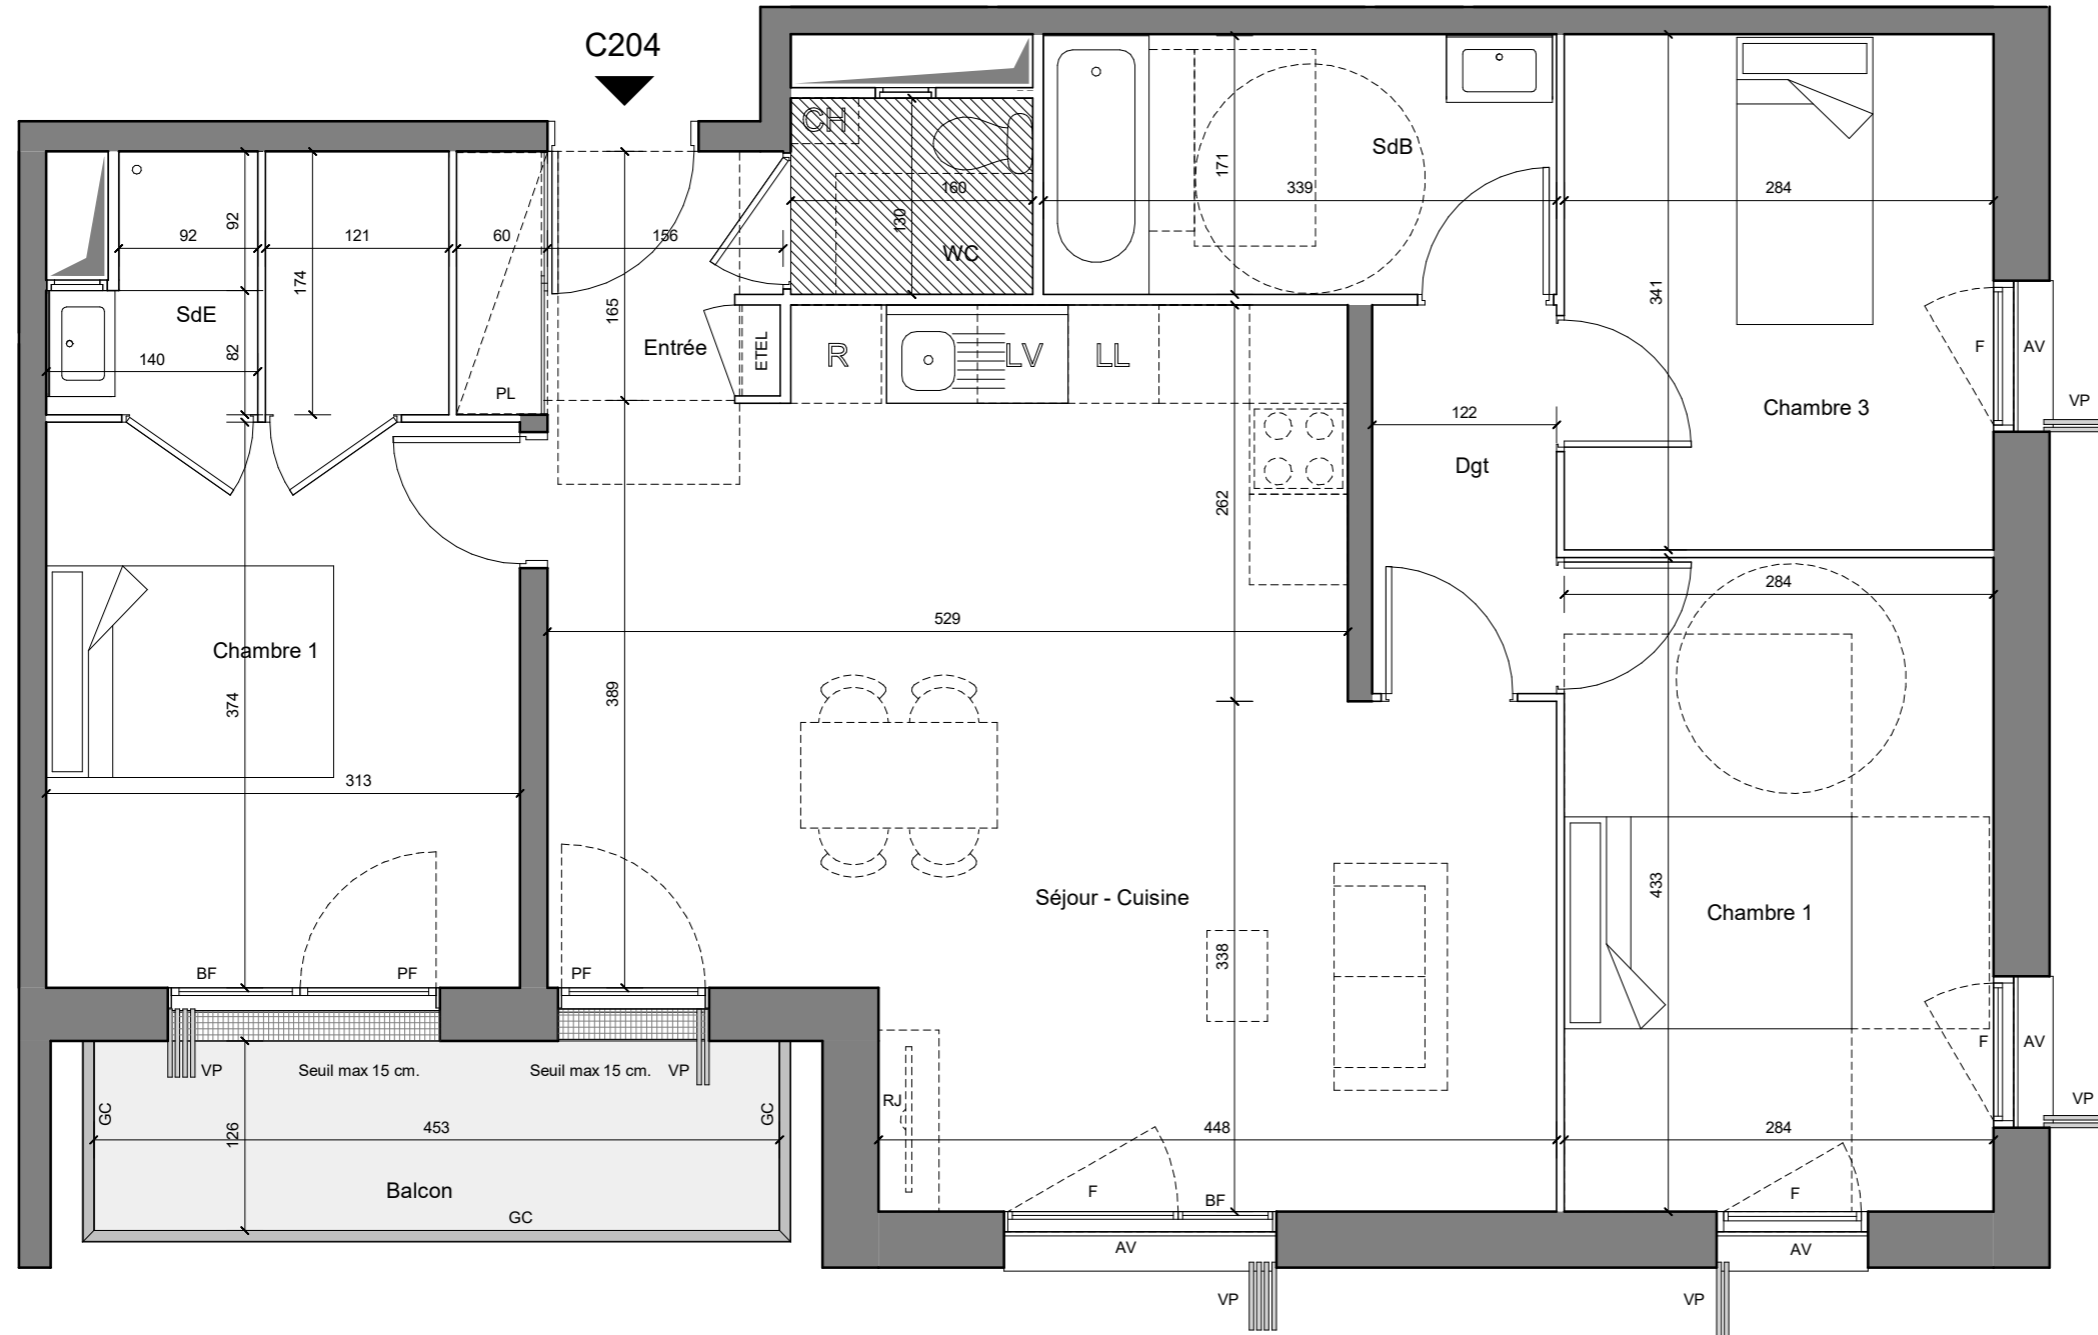 C204
CH
SdB
171
160
339
284
130
WC
92
92
121
60
156
174
165
341
SdE
82
140
Entrée
ETEL
R
LV
LL
PL
F
AV
VP
Chambre 3
122
Dgt
262
284
529
Chambre 1
374
389
313
Séjour - Cuisine
433
Chambre 1
338
BF
PF
PF
VP
Seuil max 15 cm.
Seuil max 15 cm.
VP
F
AV
VP
GC
GC
RJ
126
453
448
284
Balcon
GC
F
BF
F
AV
AV
VP
VP